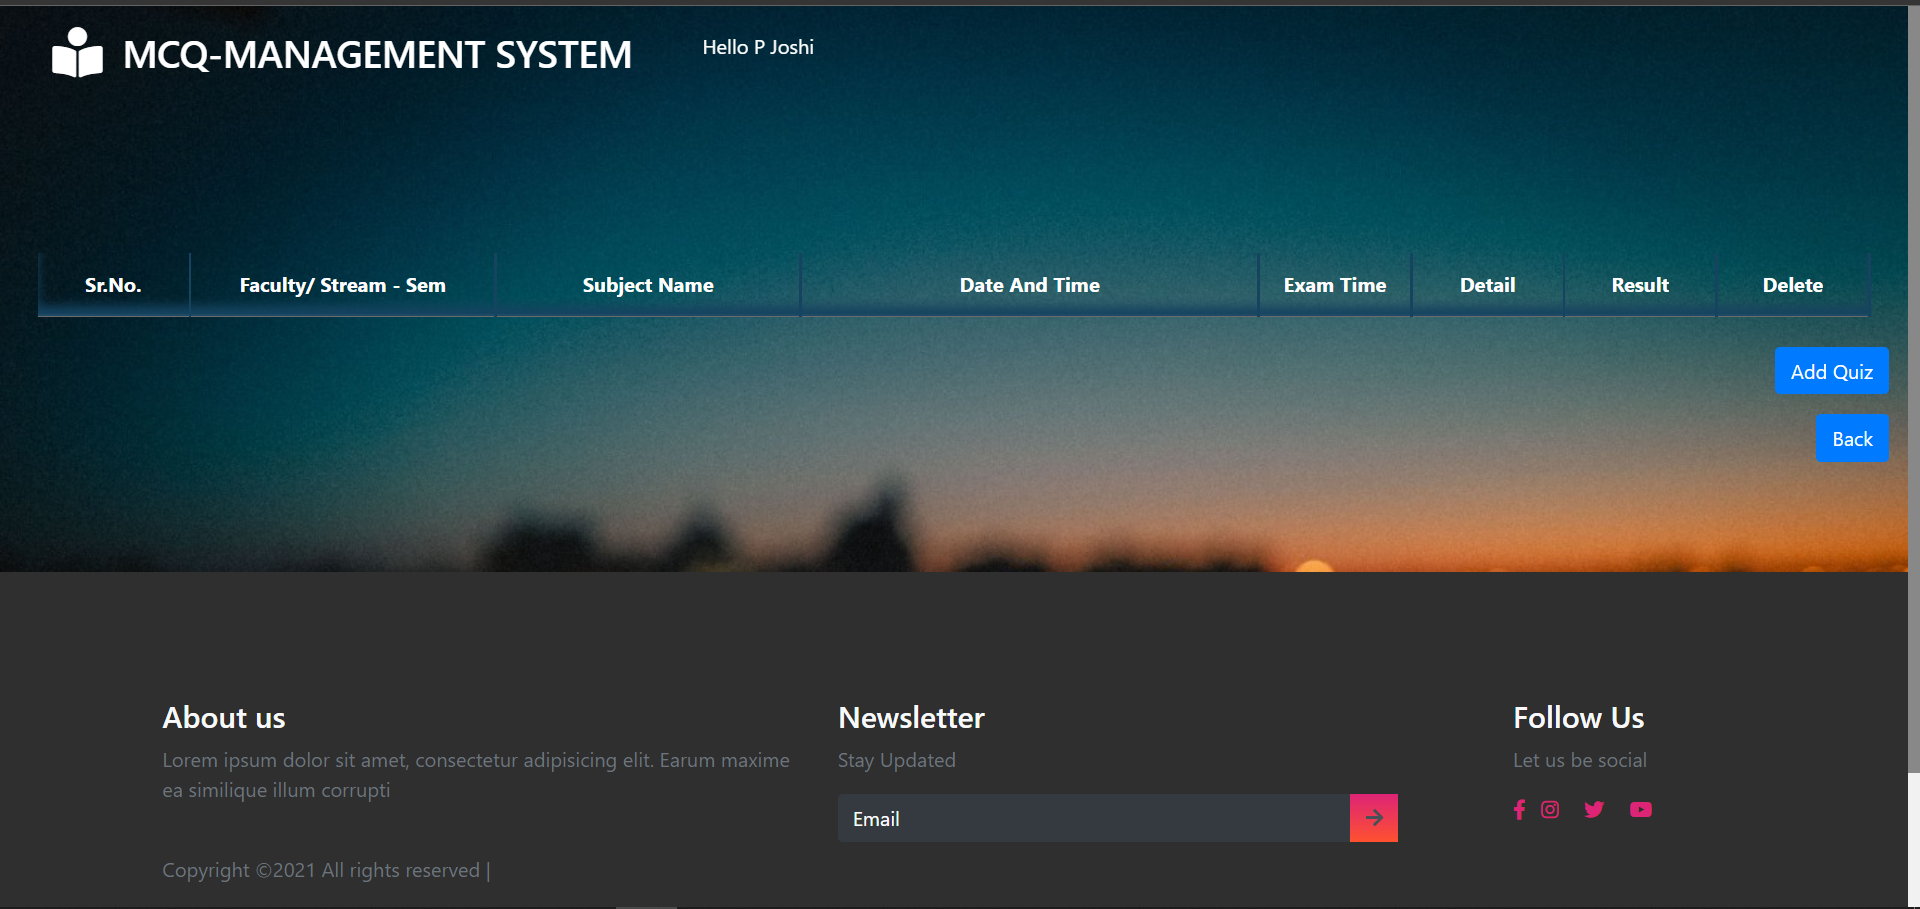 MCQ-MANAGEMENT SYSTEM
Hello P Joshi
Sr.No. Faculty/ Stream - Sem Subject Name Date And Time Exam Time Detail Result Delete
Add Quiz
Back
About us
Lorem ipsum dolor sit amet, consectetur adipisicing elit. Earum maxime
ea similique illum corrupti
Copyright ©2021 All rights reserved |
Newsletter
Stay Updated
Email
Follow Us
Let us be social